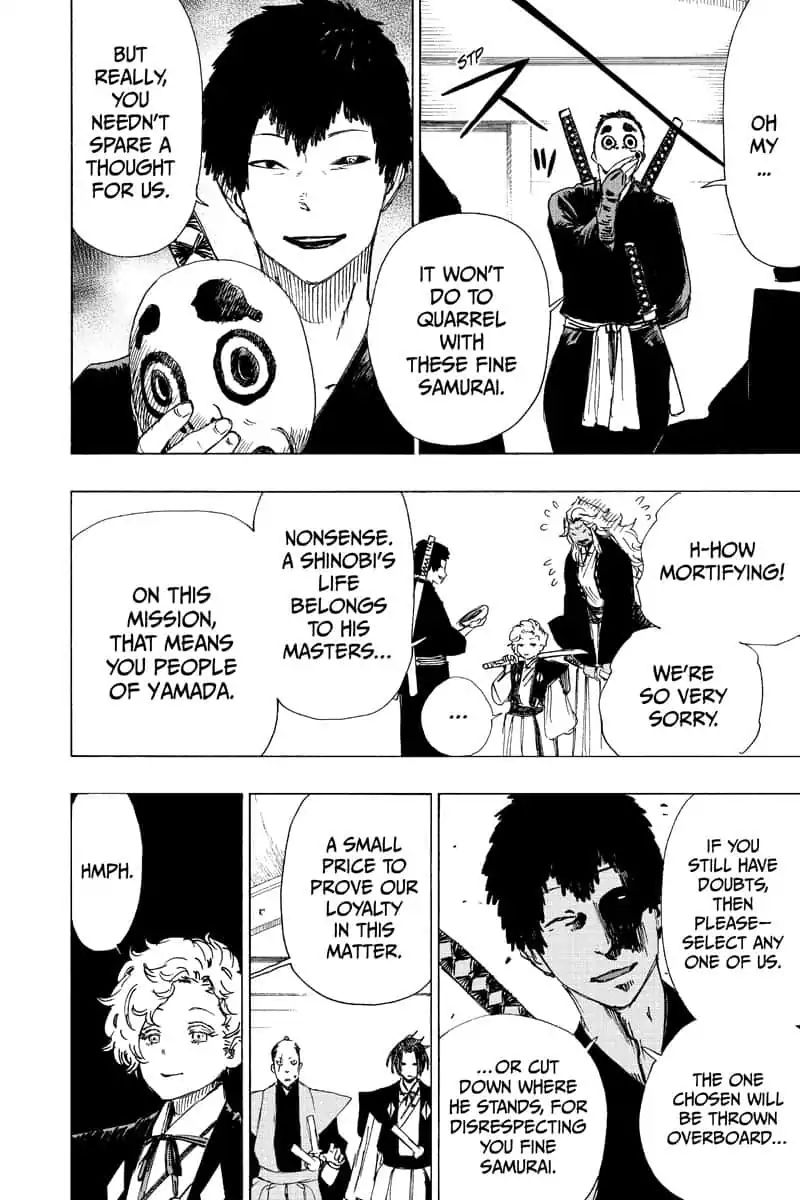 OH
MY
...
STP
IT WON'T
DO TO
QUARREL
WITH
THESE FINE
SAMURAI.
BUT
REALLY,
YOU
NEEDN'T
SPARE A
THOUGHT
FOR US.
H-HOW
MORTIFYING!
WE'RE
SO VERY
SORRY.
...
NONSENSE.
A SHINOBI'S
LIFE
BELONGS
TO HIS
MASTERS...
ON THIS
MISSION,
THAT MEANS
YOU PEOPLE
OF YAMADA.
IF YOU
STILL HAVE
DOUBTS,
THEN
PLEASE–
SELECT ANY
ONE OF US.
THE ONE
CHOSEN WILL
BE THROWN
OVERBOARD...
...OR CUT
DOWN WHERE
HE STANDS, FOR
DISRESPECTING
YOU FINE
SAMURAI.
A SMALL
PRICE TO
PROVE OUR
LOYALTY
IN THIS
MATTER.
HMPH.